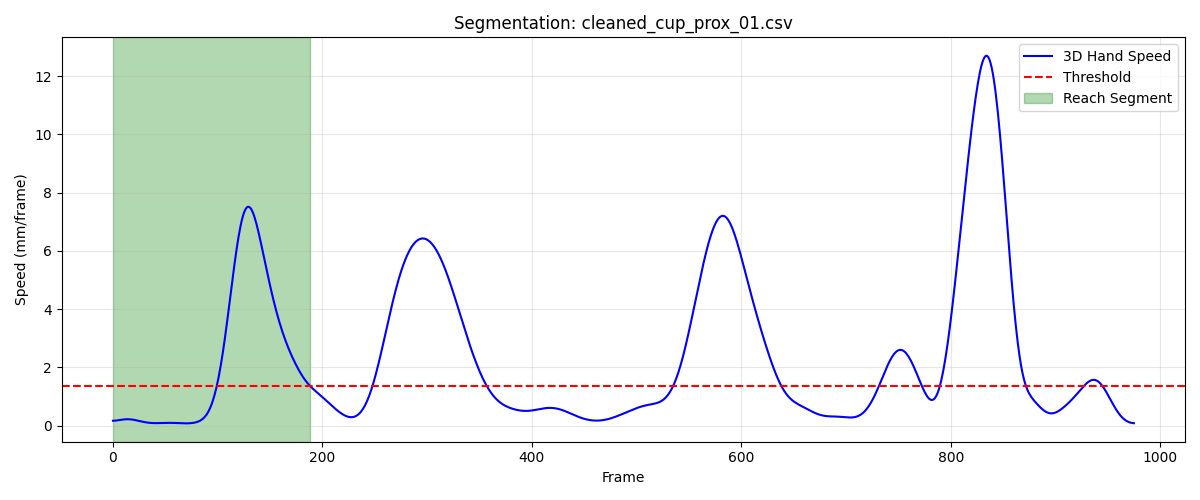 Segmentation: cleaned_cup_prox_01.csv
3D Hand Speed
Threshold
Reach Segment
Speed (mm/frame)
12
10
8
6
4
2
0
0 200 400 600 800 1000
Frame